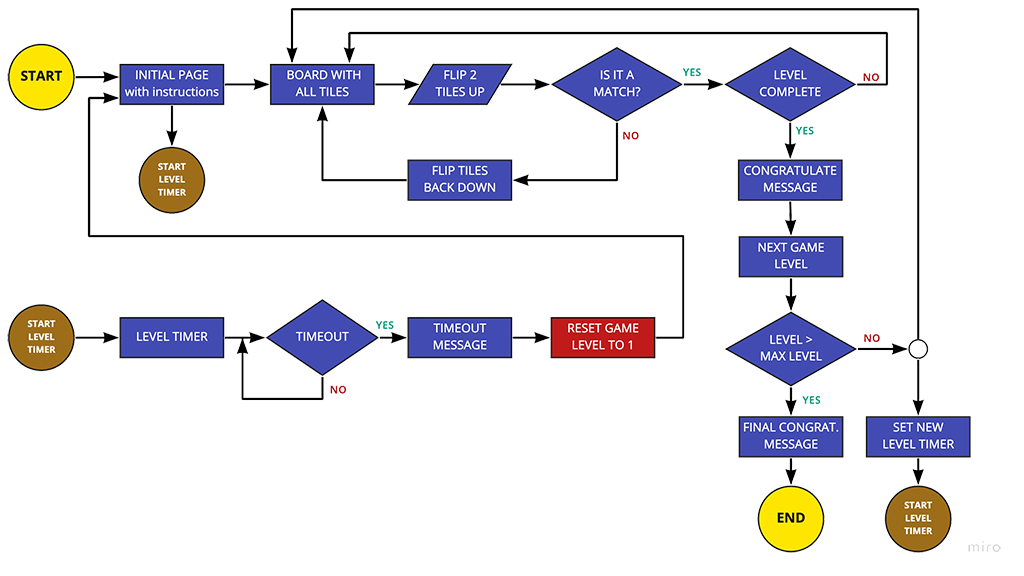 START
INITIAL PAGE
with instructions
BOARD WITH
ALL TILES
FLIP 2
TILES UP
IS IT A
MATCH?
YES
LEVEL
COMPLETE
NO
NO
YES
START
LEVEL
TIMER
FLIP TILES
BACK DOWN
CONGRATULATE
MESSAGE
NEXT GAME
LEVEL
START
LEVEL
TIMER
LEVEL TIMER
TIMEOUT
YES
NO
TIMEOUT
MESSAGE
RESET GAME
LEVEL TO 1
LEVEL >
MAX LEVEL
NO
YES
FINAL CONGRAT.
MESSAGE
SET NEW
LEVEL TIMER
END
START
LEVEL
TIMER
miro